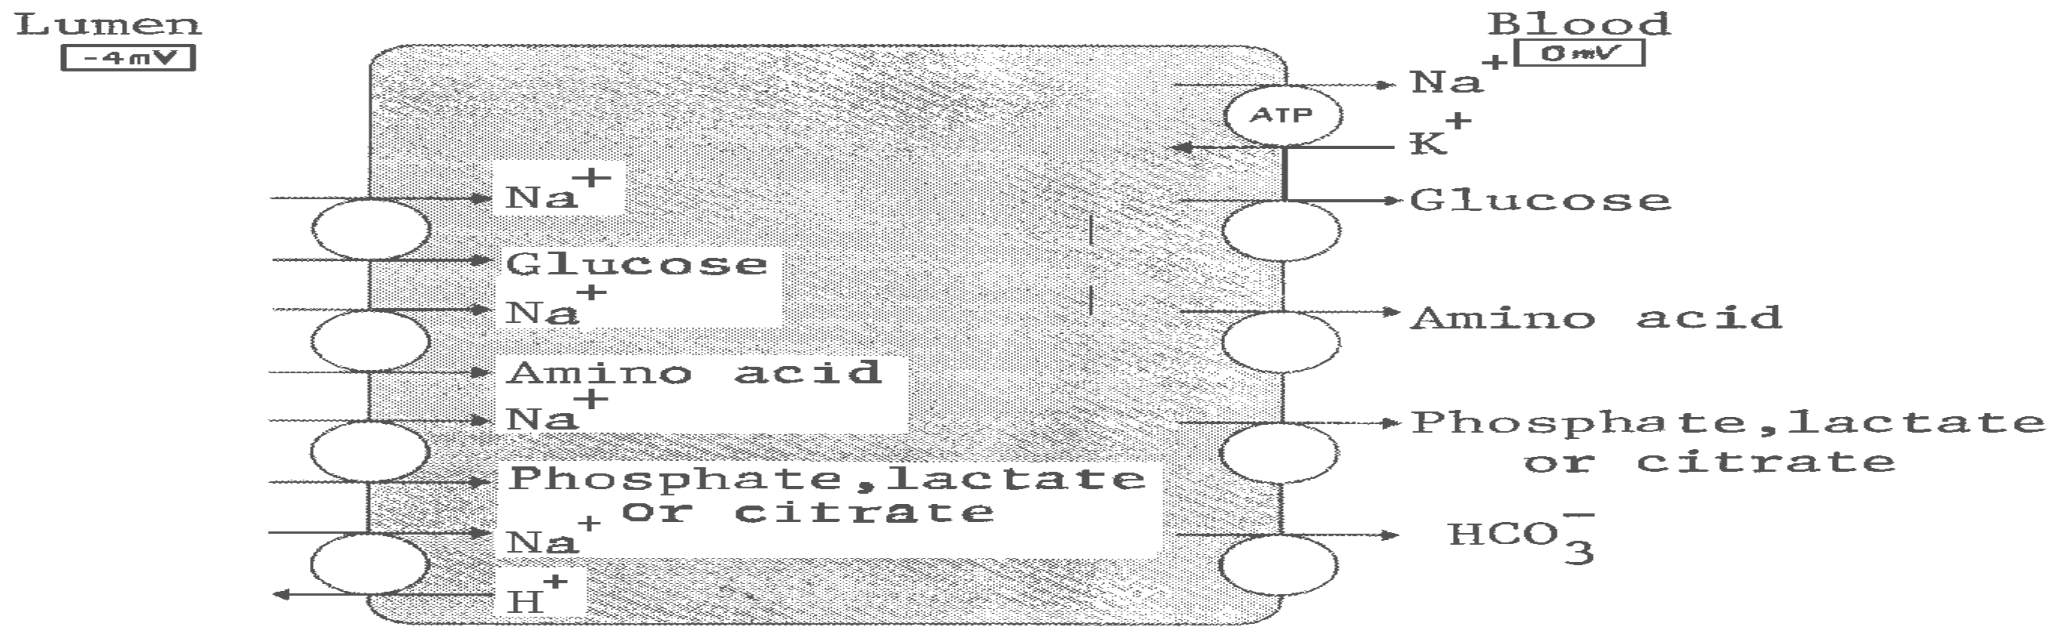 Lumen
-4mV
Blood
0mV
Na+
ATP
K+
Na+
Glucose
Glucose
Na+
Amino acid
Amino acid
Na+
Phosphate,lactate
or citrate
Phosphate,lactate
or citrate
Na+
HCO3-
H+